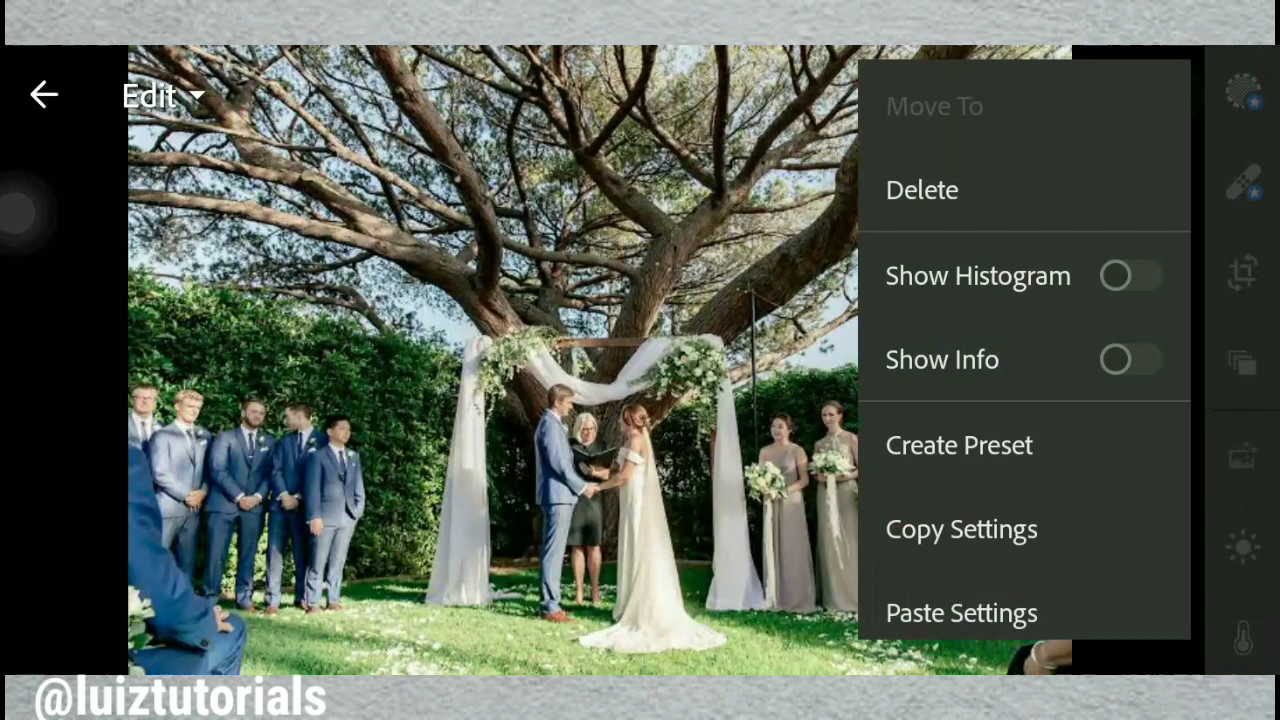 Edit
Move To
Delete
Show Histogram
Show Info
Create Preset
Copy Settings
Paste Settings
@luiztutorials